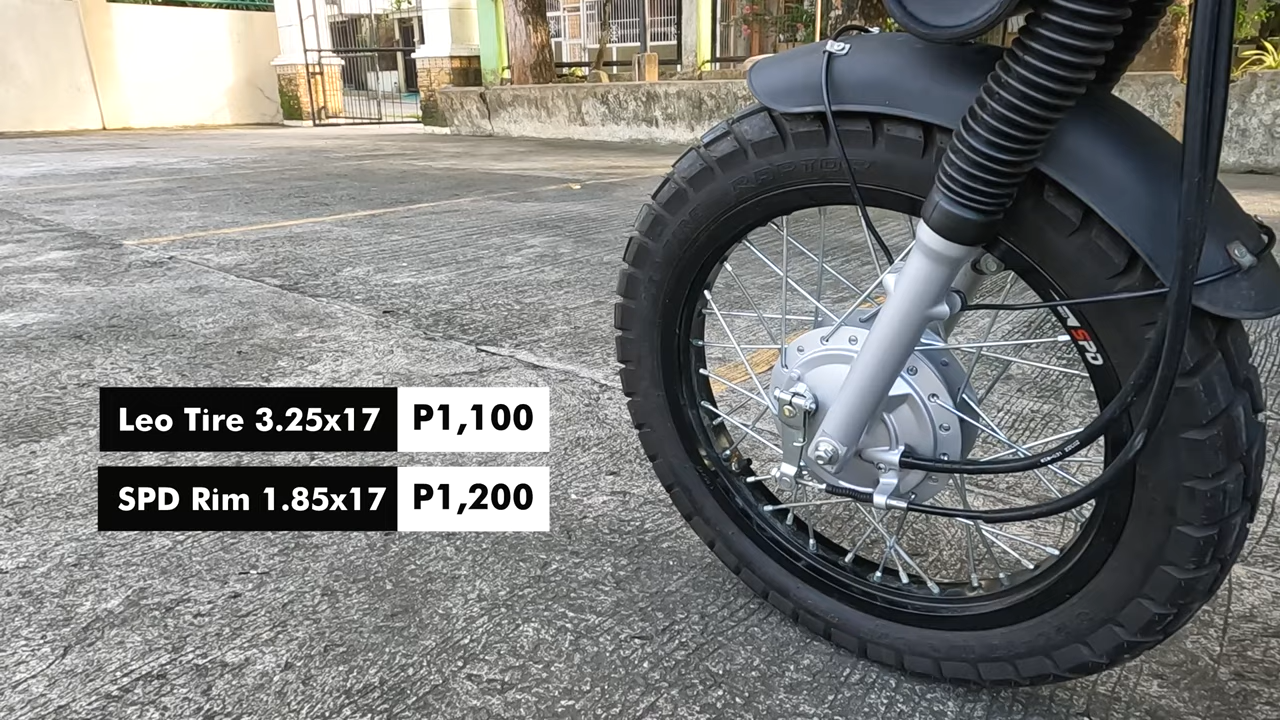 Leo Tire 3.25x17 P1,100
SPD Rim 1.85x17 P1,200
RAPTOR
SPD